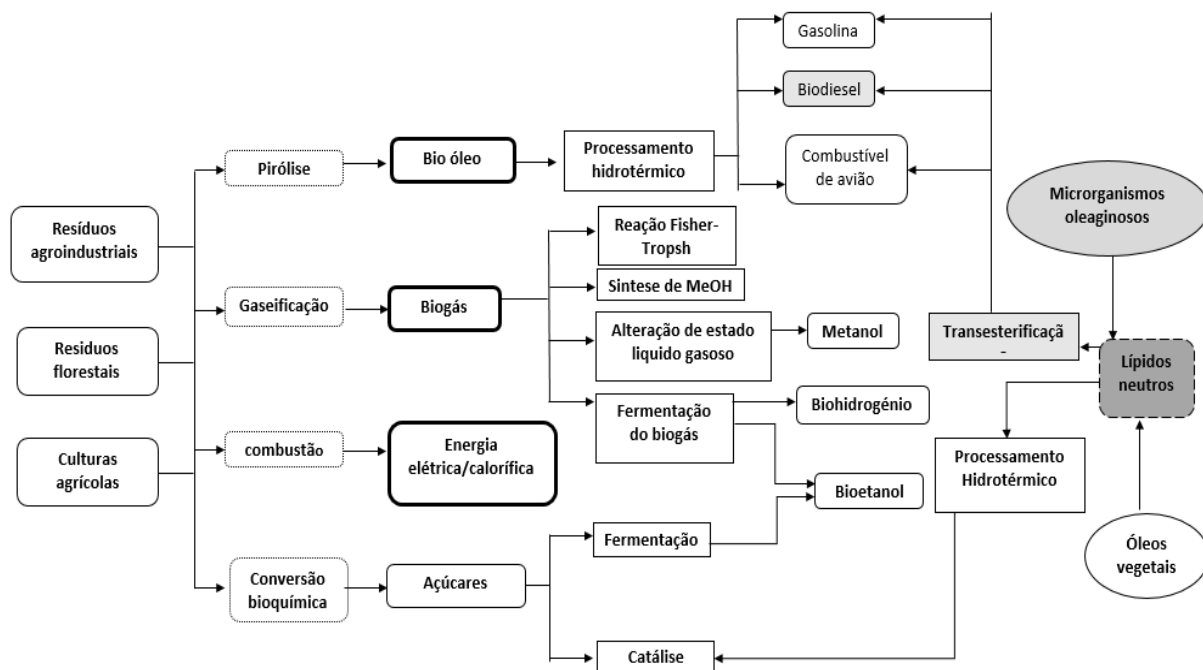 Resíduos
agroindustriais
Residuos
florestais
Culturas
agrícolas
Pirólise
Gaseificação
combustão
Conversão
bioquímica
Bio óleo
Biogás
Energia
elétrica/calorífica
Açúcares
Processamento
hidrotérmico
Reação Fisher-
Tropsh
Sintese de MeOH
Alteração de estado
liquido gasoso
Fermentação
do biogás
Fermentação
Catálise
Gasolina
Biodiesel
Combustível
de avião
Metanol
Biohidrogénio
Bioetanol
Transesterificaçã
-
Processamento
Hidrotérmico
Microrganismos
oleaginosos
Lípidos
neutros
Óleos
vegetais